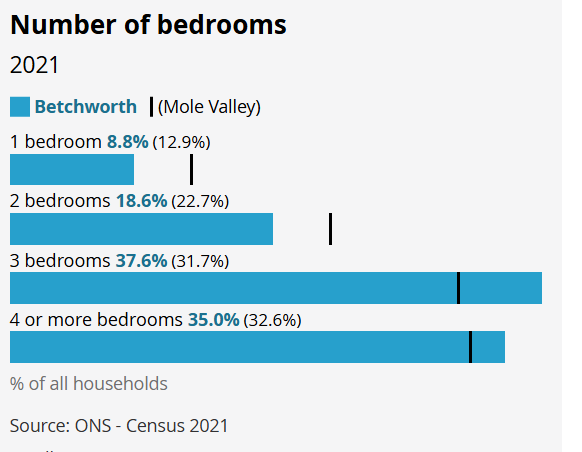 Number of bedrooms
2021
Betchworth (Mole Valley)
1 bedroom 8.8% (12.9%)
2 bedrooms 18.6% (22.7%)
3 bedrooms 37.6% (31.7%)
4 or more bedrooms 35.0% (32.6%)
% of all households
Source: ONS - Census 2021